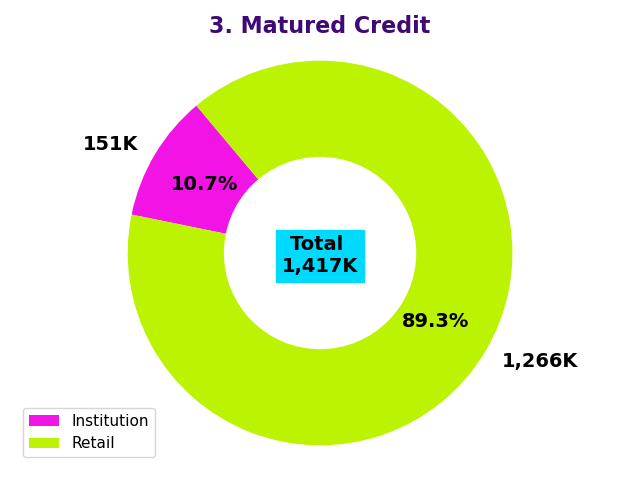 3. Matured Credit
151K
10.7%
Total
1,417K
89.3%
1,266K
Institution
Retail